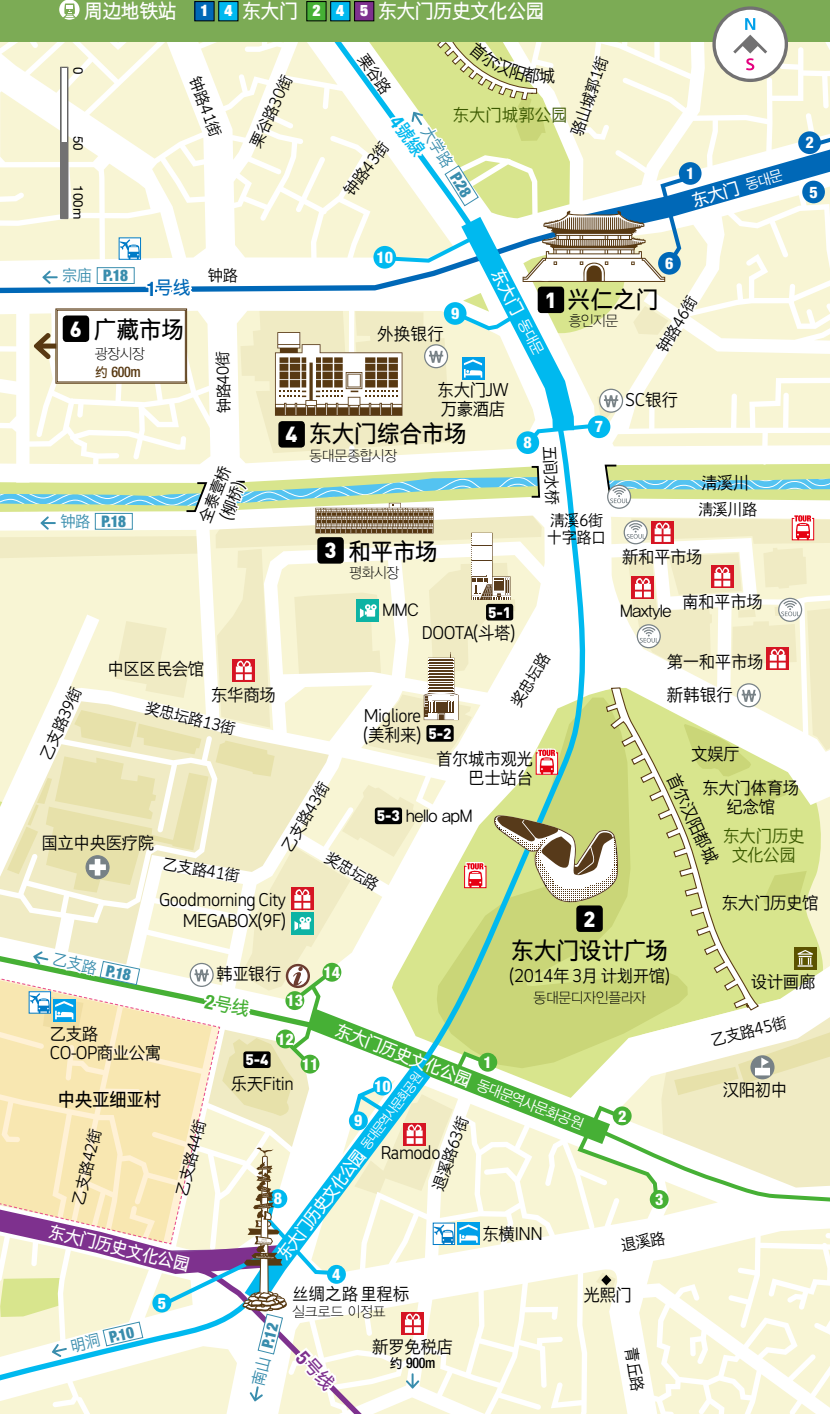 周边地铁站 1 4 东大门 2 4 5 东大门历史文化公园
N
S
0
50
100m
钟路41街
栗谷路30街
栗谷路
首尔汉阳都城
骆山城郭1街
东大门城郭公园
4號線
大学路 P.28
钟路43街
2
1
东大门 동대문
5
6
10
宗庙 P.18
钟路
1号线
东大门 동대문
1 兴仁之门
흥인지문
钟路46街
6 广藏市场
광장시장
约 600m
9
外换银行
东大门JW
万豪酒店
钟路40街
SC银行
4 东大门综合市场
동대문종합시장
8
7
五间水桥
全泰壹桥
(柳桥)
清溪川
SEOUL
清溪川路
钟路 P.18
清溪6街
十字路口
SEOUL
TOUR
3 和平市场
평화시장
新和平市场
MMC
5-1
DOOTA(斗塔)
Maxtyle
南和平市场
SEOUL
SEOUL
第一和平市场
中区区民会馆
东华商场
奖忠坛路
新韩银行
乙支路39街
奖忠坛路13街
Migliore
(美利来) 5-2
首尔城市观光
巴士站台
TOUR
文娱厅
首尔汉阳都城
东大门体育场
纪念馆
5-3 hello apM
乙支路43街
东大门历史
文化公园
国立中央医疗院
乙支路41街
奖忠坛路
TOUR
Goodmorning City
MEGABOX(9F)
东大门历史馆
2
东大门设计广场
(2014年 3月 计划开馆)
동대문디자인플라자
设计画廊
乙支路 P.18
韩亚银行
14
13
2号线
乙支路
CO-OP商业公寓
12
11
东大门历史文化公园 동대문역사문화공원
乙支路45街
5-4
乐天Fitin
1
汉阳初中
中央亚细亚村
10
9
2
东大门历史文化公园 동대문역사문화공원
乙支路42街
乙支路44街
Ramodo
退溪路63街
3
8
东大门历史文化公园
东横INN
退溪路
4
5
丝绸之路里程标
실크로드 이정표
光熙门
明洞 P.10
南山 P.12
5号线
新罗免税店
约 900m
青丘路